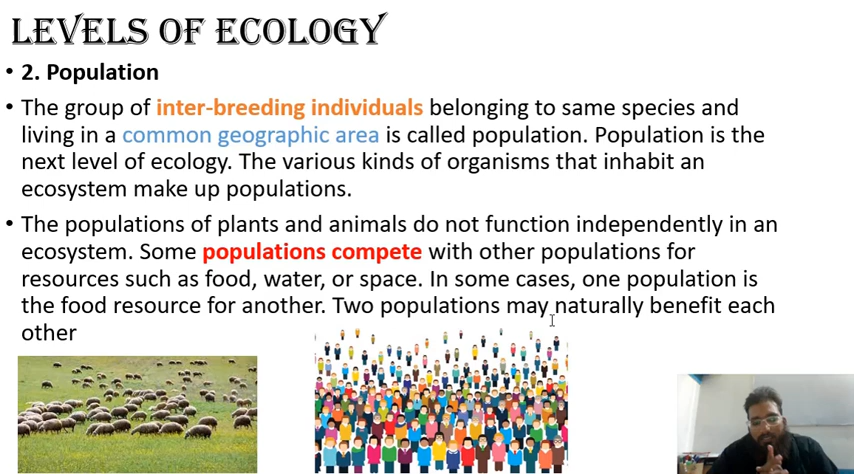 LEVELS OF ECOLOGY
• 2. Population
• The group of inter-breeding individuals belonging to same species and
living in a common geographic area is called population. Population is the
next level of ecology. The various kinds of organisms that inhabit an
ecosystem make up populations.
• The populations of plants and animals do not function independently in an
ecosystem. Some populations compete with other populations for
resources such as food, water, or space. In some cases, one population is
the food resource for another. Two populations may naturally benefit each
other